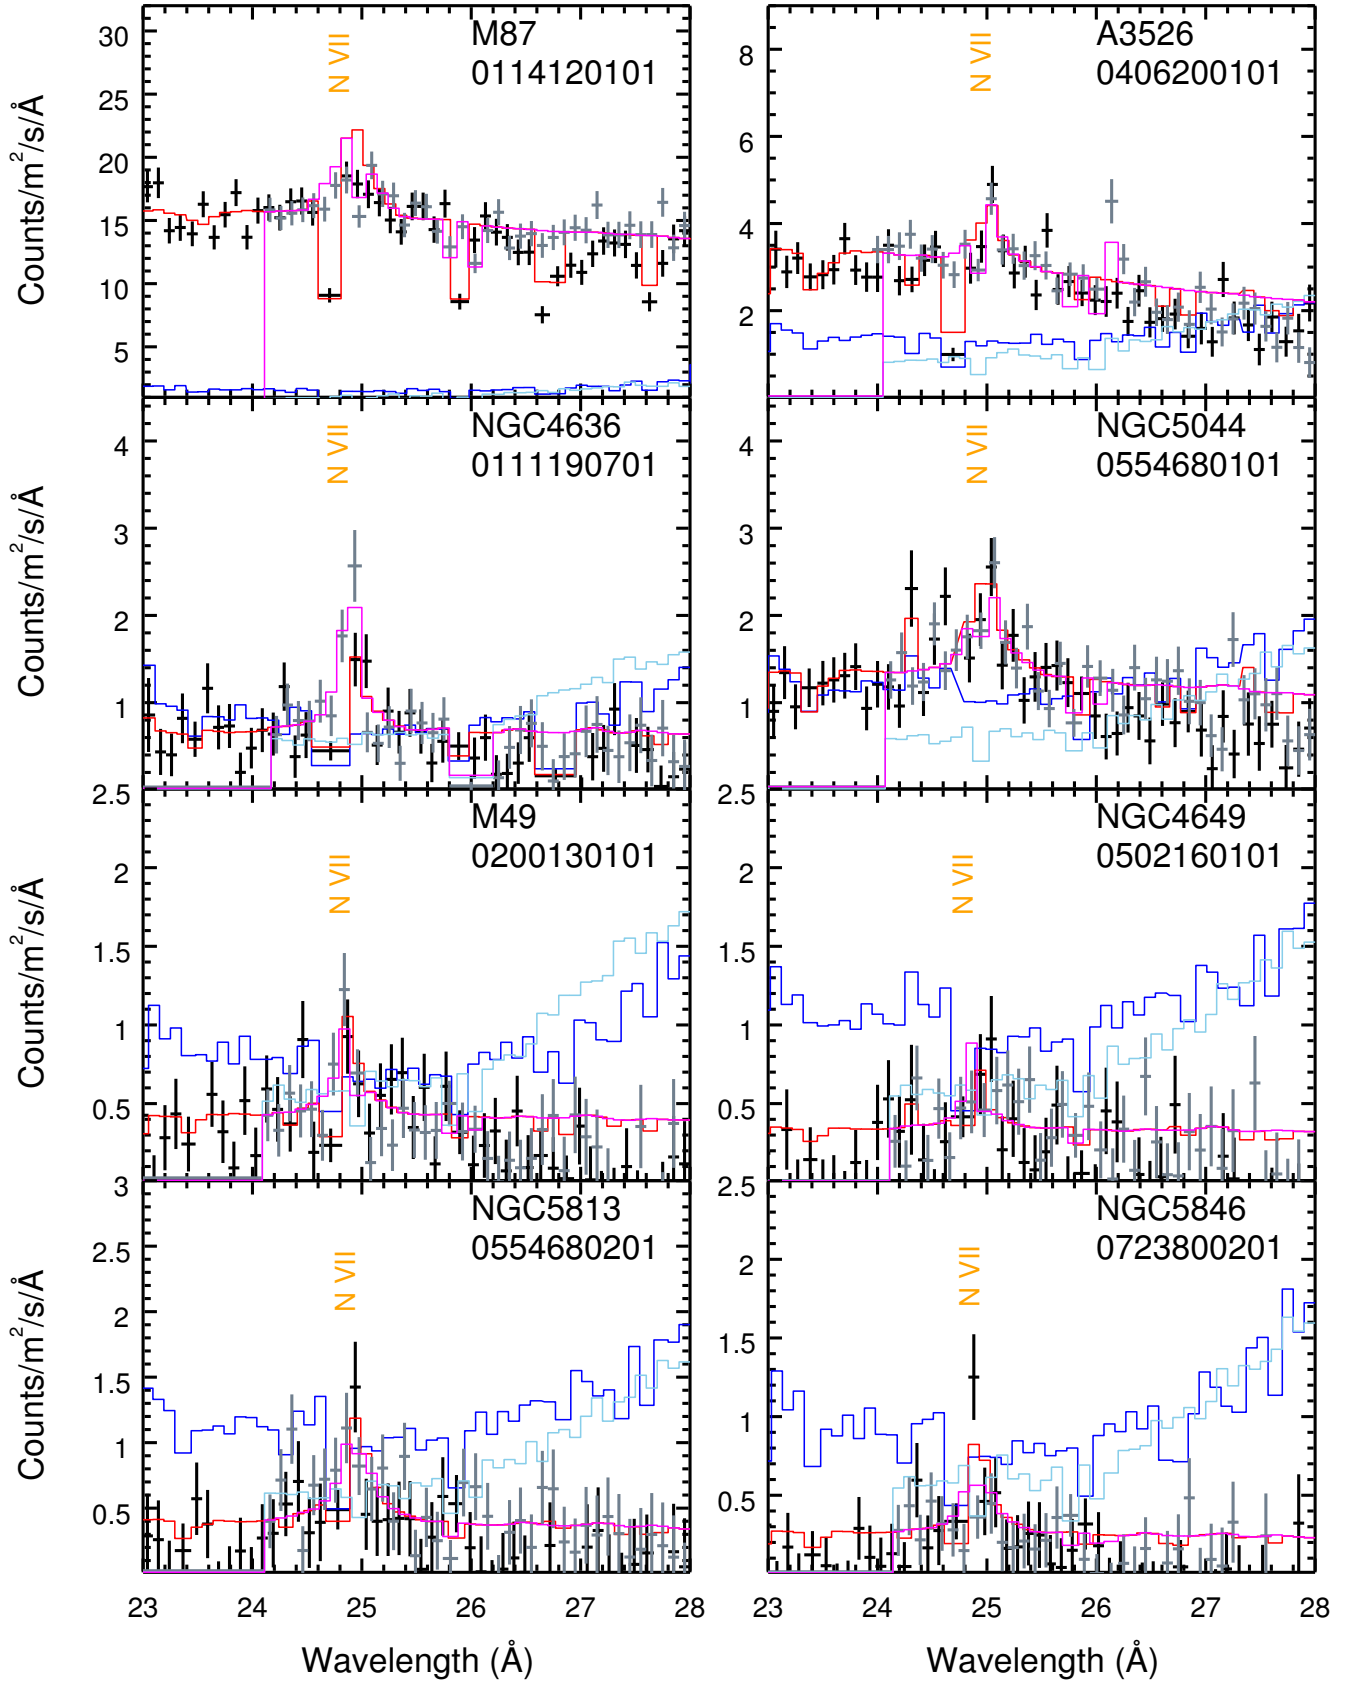 M87
0114120101
N VII
30
25
20
15
10
5
Counts/m²/s/Å
A3526
0406200101
N VII
8
6
4
2
NGC4636
0111190701
N VII
4
3
2
1
Counts/m²/s/Å
NGC5044
0554680101
N VII
4
3
2
1
M49
0200130101
N VII
2.5
2
1.5
1
0.5
Counts/m²/s/Å
NGC4649
0502160101
N VII
2.5
2
1.5
1
0.5
NGC5813
0554680201
N VII
3
2.5
2
1.5
1
0.5
Counts/m²/s/Å
NGC5846
0723800201
N VII
2.5
2
1.5
1
0.5
23 24 25 26 27 28
23 24 25 26 27 28
Wavelength (Å)
Wavelength (Å)